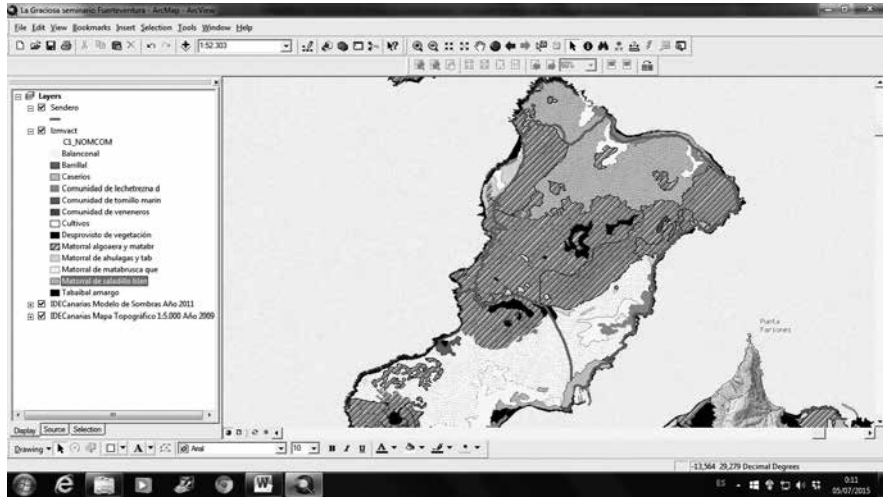 La Graciosa seminario Fuerteventura - ArcMap - ArcView
File Edit View Bookmarks Insert Selection Tools Window Help
1:52.303
Layers
Sendero
lzmvact
C1_NOMCOM
Balanconal
Barrillal
Caserios
Comunidad de lechetrezna d
Comunidad de tomillo marin
Comunidad de veneneros
Cultivos
Desprovisto de vegetación
Matorral algoaera y matabr
Matorral de ahulagas y tab
Matorral de matabrusca que
Matorral de saladillo blan
Tabaibal amargo
IDECanarias Modelo de Sombras Año 2011
IDECanarias Mapa Topográfico 1:5.000 Año 2009
Punta
Fariones
Display Source Selection
Drawing
Arial
10
B I U A
-13,564 29,279 Decimal Degrees
ES
0:11
05/07/2015